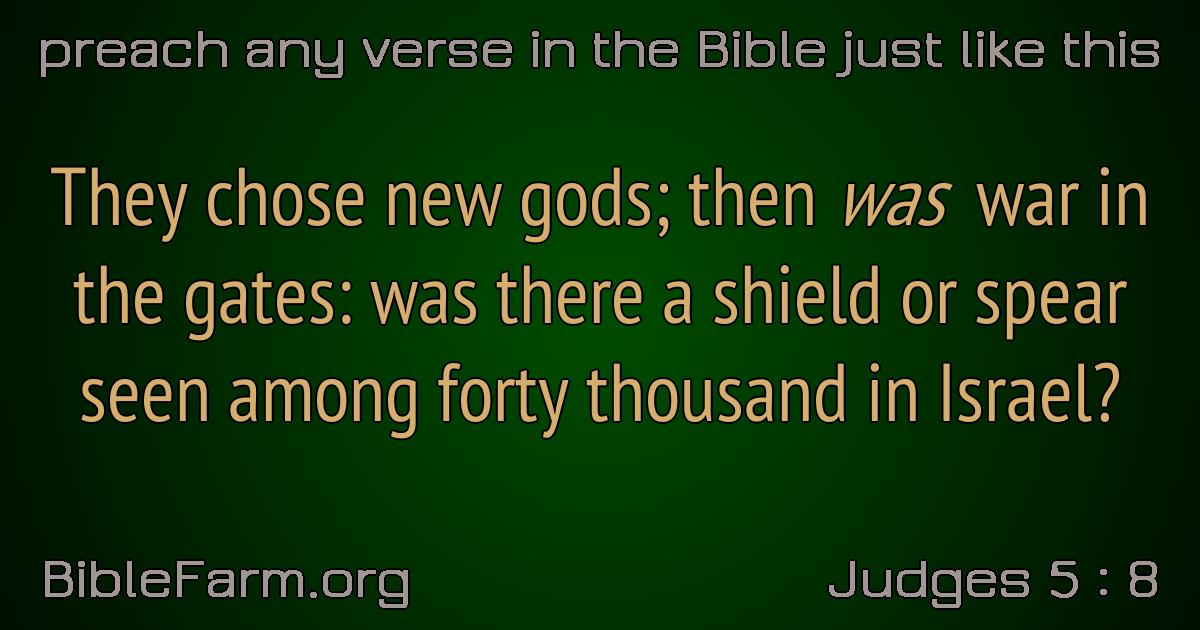 preach any verse in the Bible just like this
They chose new gods; then was war in
the gates: was there a shield or spear
seen among forty thousand in Israel?
BibleFarm.org
Judges 5 : 8